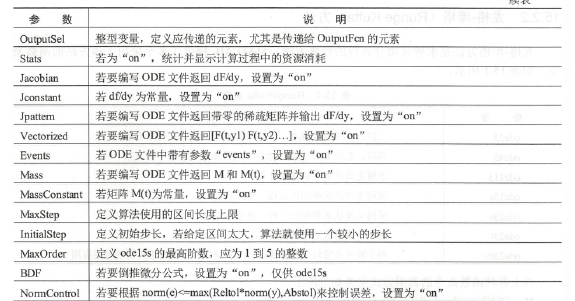 续表
参 数 说 明
OutputSel 整型变量，定义应传递的元素，尤其是传递给 OutputFcn 的元素
Stats 若为“on”，统计并显示计算过程中的资源消耗
Jacobian 若要编写 ODE 文件返回 dF/dy，设置为“on”
Jconstant 若 df/dy 为常量，设置为“on”
Jpattern 若要编写 ODE 文件返回带零的稀疏矩阵并输出 dF/dy，设置为“on”
Vectorized 若要编写 ODE 文件返回[F(t,y1) F(t,y2)…]，设置为“on”
Events 若 ODE 文件中带有参数“events”，设置为“on”
Mass 若要编写 ODE 文件返回 M 和 M(t)，设置为“on”
MassConstant 若矩阵 M(t)为常量，设置为“on”
MaxStep 定义算法使用的区间长度上限
InitialStep 定义初始步长，若给定区间太大，算法就使用一个较小的步长
MaxOrder 定义 ode15s 的最高阶数，应为 1 到 5 的整数
BDF 若要倒推微分公式，设置为“on”，仅供 ode15s
NormControl 若要根据 norm(e)<=max(Reltol*norm(y),Abstol)来控制误差，设置为“on”